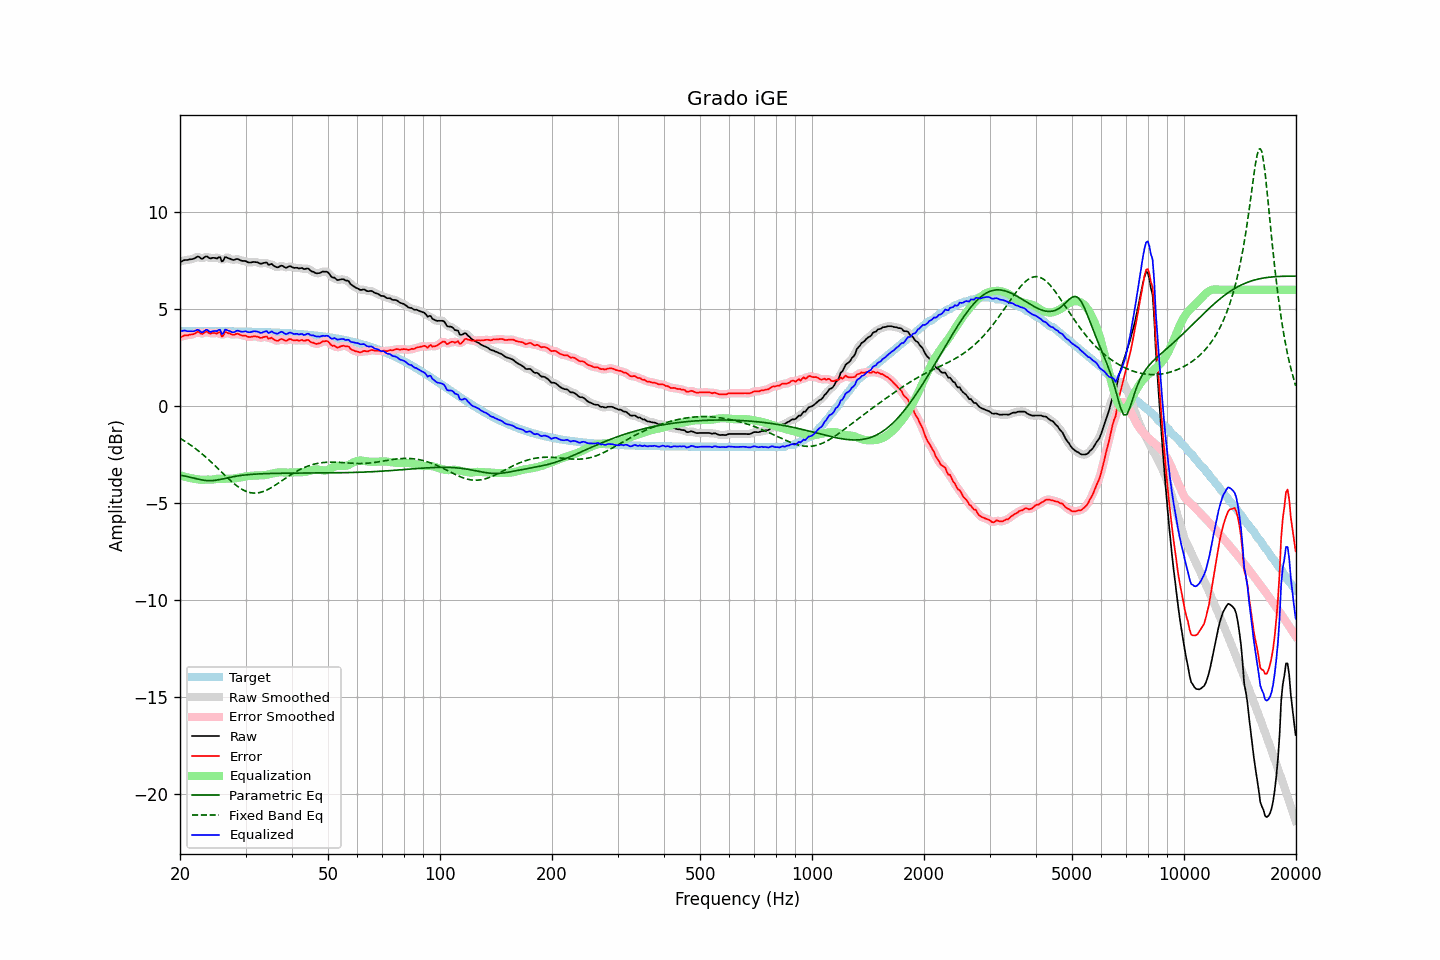 Grado iGE
Amplitude (dBr)
10
5
0
−5
−10
−15
−20
Target
Raw Smoothed
Error Smoothed
Raw
Error
Equalization
Parametric Eq
Fixed Band Eq
Equalized
20 50 100 200 500 1000 2000 5000 10000 20000
Frequency (Hz)